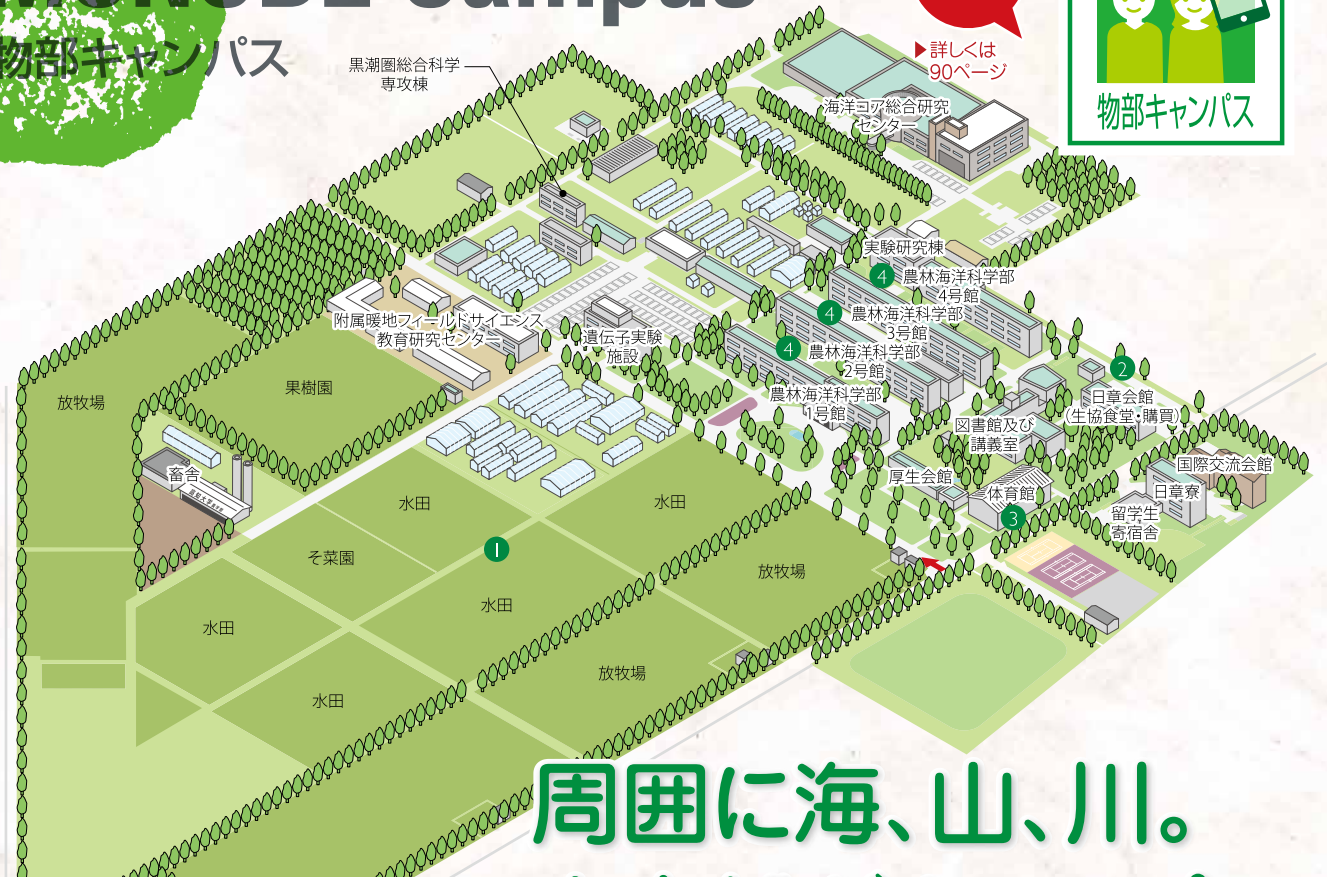 MONOBE Campus
物部キャンパス
▶詳しくは
90ページ
物部キャンパス
黒潮圏総合科学
専攻棟
海洋コア総合研究
センター
実験研究棟
4
農林海洋科学部
4号館
4
農林海洋科学部
3号館
4
農林海洋科学部
2号館
農林海洋科学部
1号館
附属暖地フィールドサイエンス
教育研究センター
遺伝子実験
施設
2
日章会館
(生協食堂・購買)
図書館及び
講義室
国際交流会館
日章寮
留学生
寄宿舎
厚生会館
体育館
3
放牧場
果樹園
畜舎
水田
水田
そ菜園
1
水田
放牧場
水田
放牧場
水田
周囲に海、山、川。